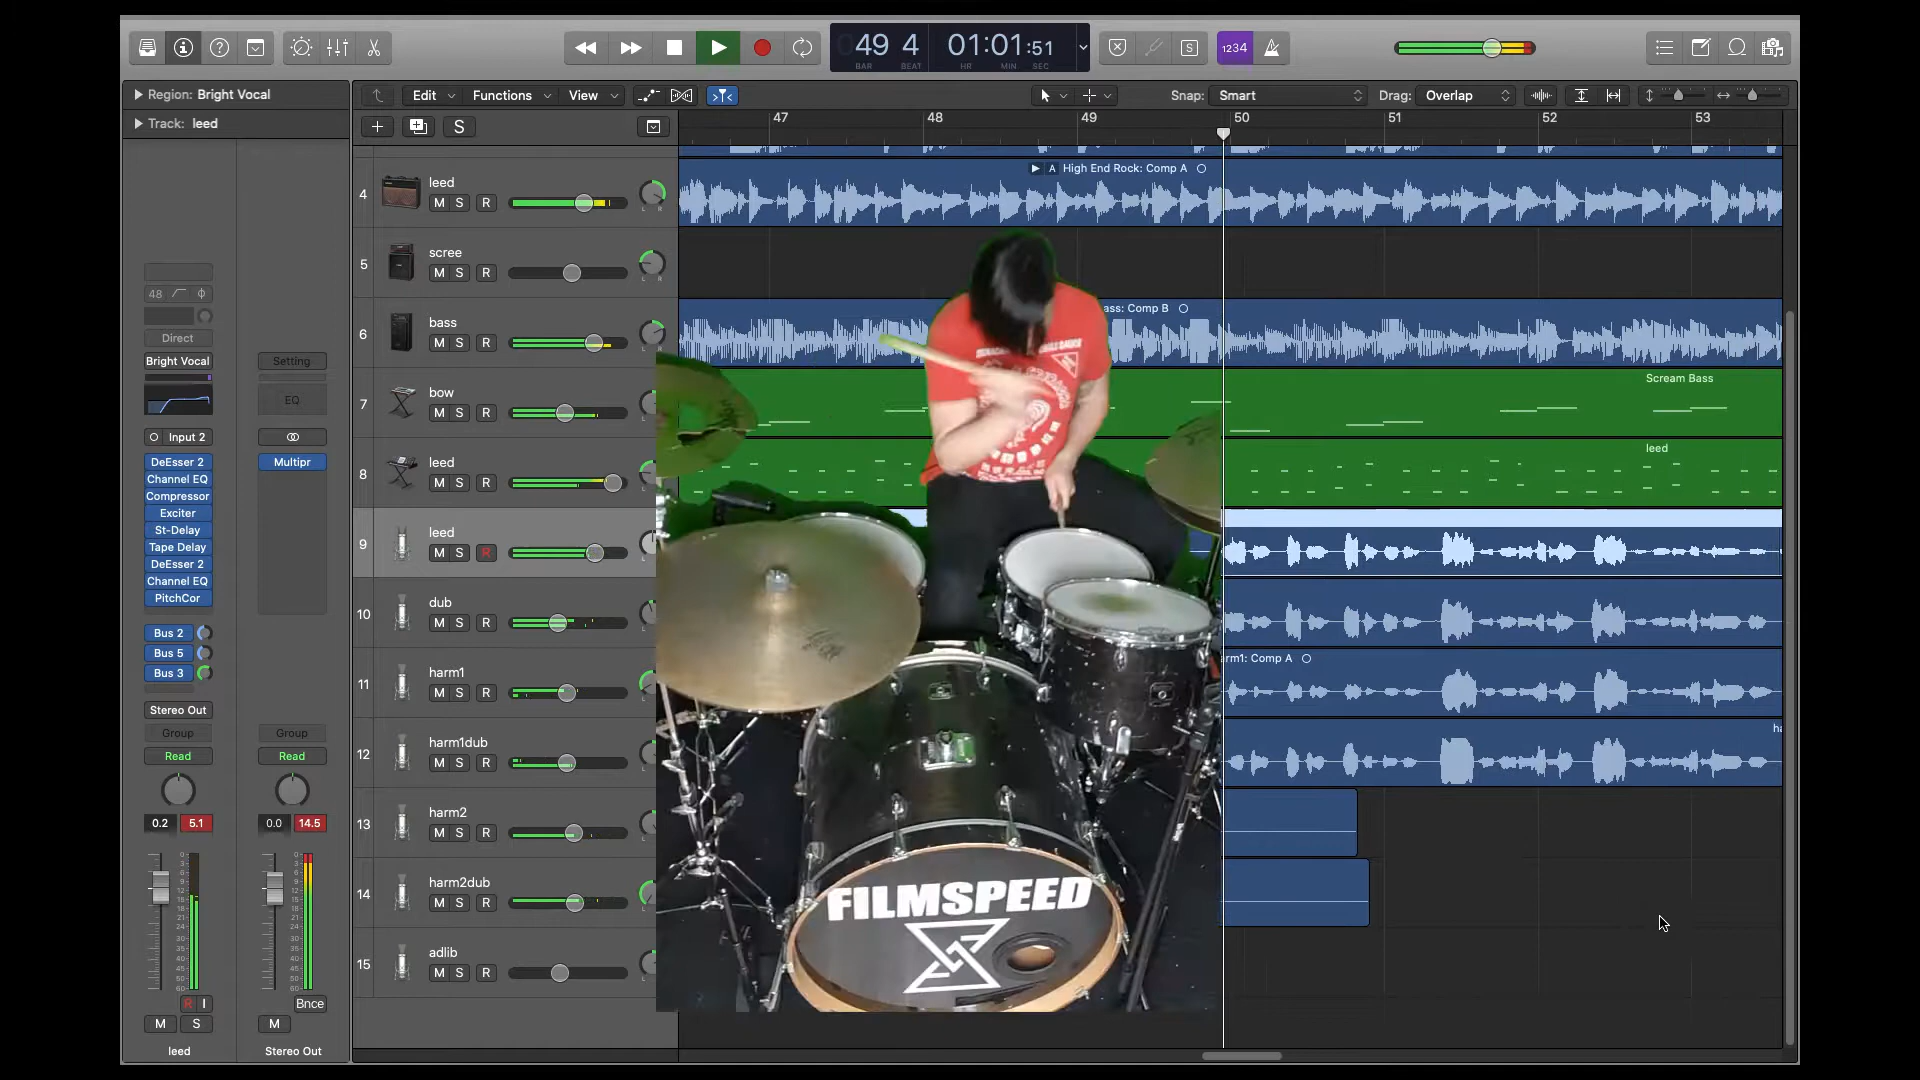 49 4 01:01:51 1234
BAR BEAT HR MIN SEC
Region: Bright Vocal
Track: leed
Edit Functions View Snap: Smart Drag: Overlap
S
47 48 49 50 51 52 53
48
Direct
Bright Vocal Setting
EQ
Input 2
DeEsser 2 Multipr
Channel EQ
Compressor
Exciter
St-Delay
Tape Delay
DeEsser 2
Channel EQ
PitchCor
Bus 2
Bus 5
Bus 3
Stereo Out
Group Group
Read Read
0.2 5.1 0.0 14.5
R I Bnce
M S M
leed Stereo Out
4 leed
M S R
A High End Rock: Comp A
5 scree
M S R
6 bass
M S R
ass: Comp B
7 bow
M S R
Scream Bass
8 leed
M S R
leed
9 leed
M S R
10 dub
M S R
11 harm1
M S R
rm1: Comp A
12 harm1dub
M S R
ha
13 harm2
M S R
14 harm2dub
M S R
15 adlib
M S R
FILMSPEED